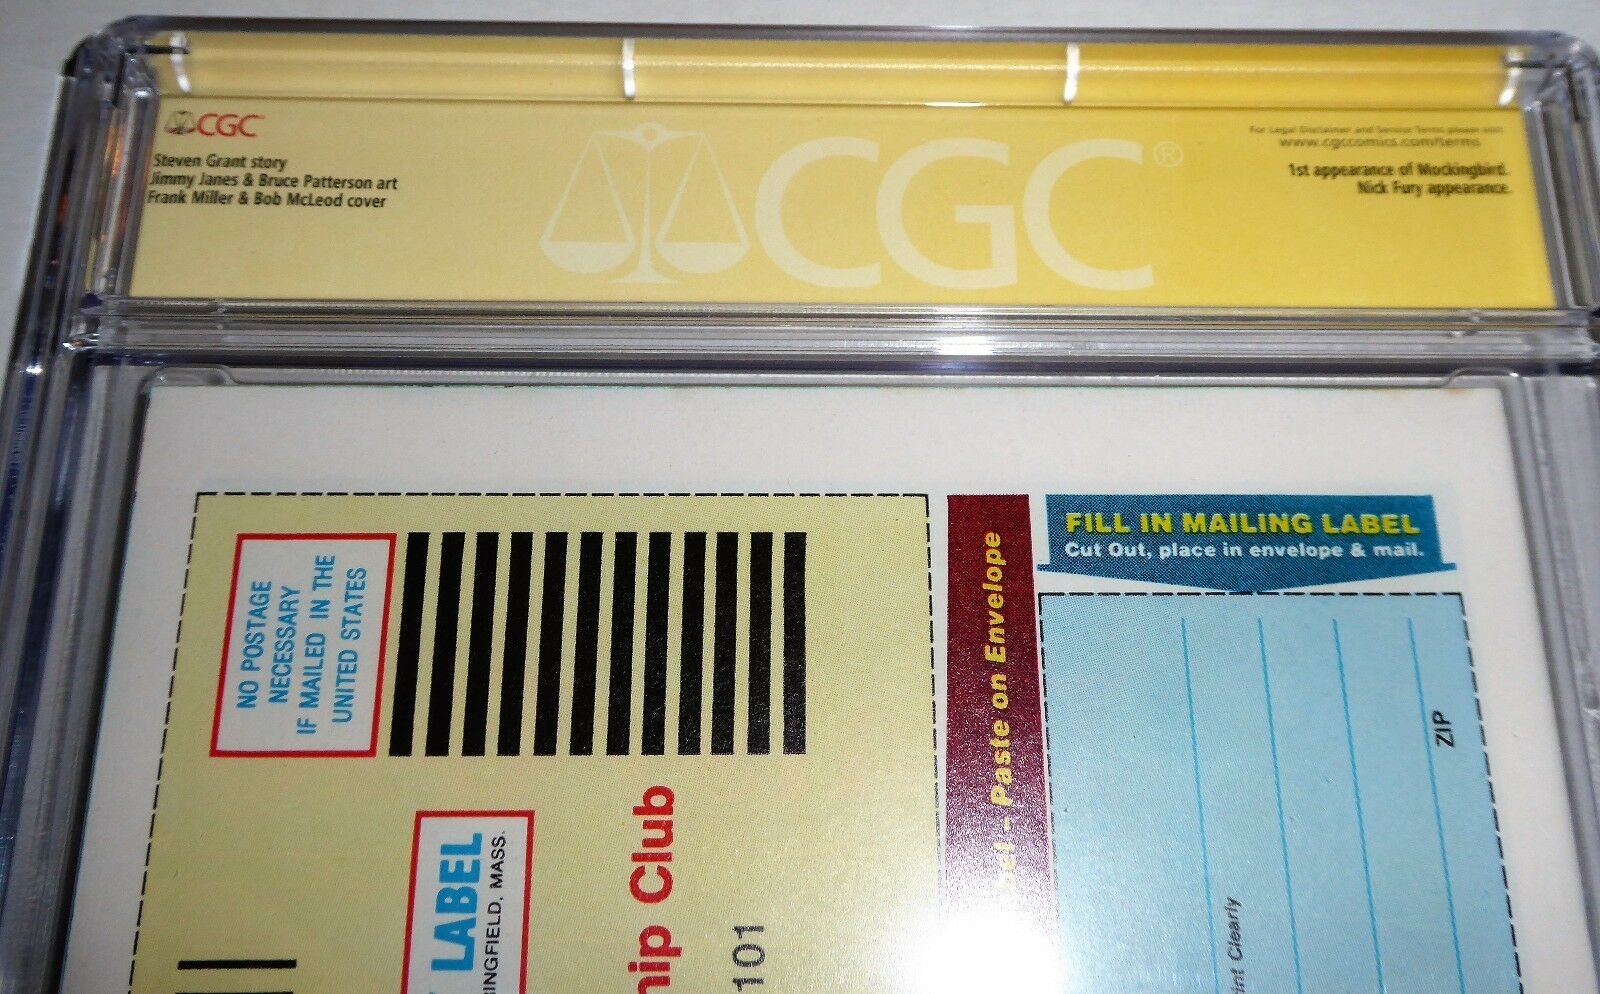 CGC
Steven Grant story
Jimmy Janes & Bruce Patterson art
Frank Miller & Bob McLeod cover
CGC®
For Legal Disclaimer and Service Terms please visit
www.cgccomics.com/terms
1st appearance of Mockingbird.
Nick Fury appearance.
NO POSTAGE
NECESSARY
IF MAILED IN THE
UNITED STATES
LABEL
INGFIELD, MASS.
hip Club
101
– Paste on Envelope
FILL IN MAILING LABEL
Cut Out, place in envelope & mail.
ZIP
int Clearly